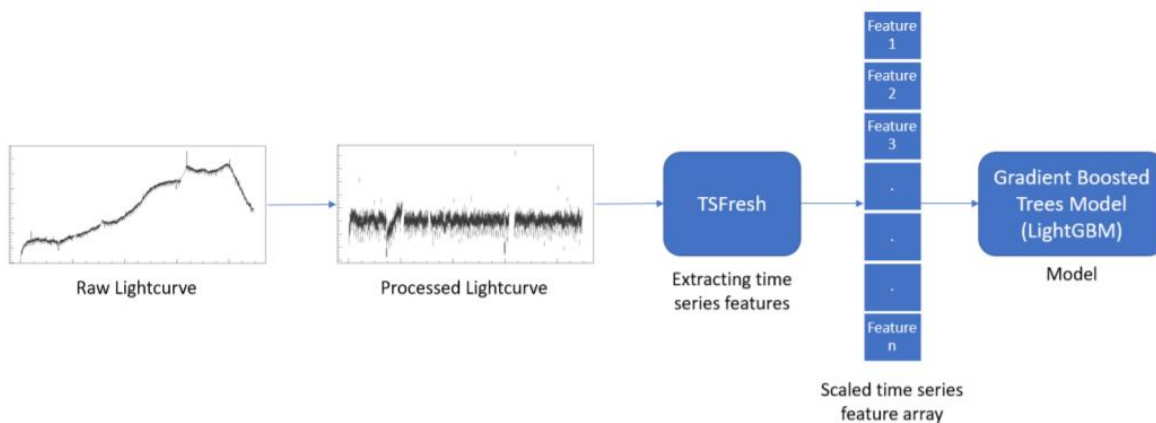 Raw Lightcurve
Processed Lightcurve
TSFresh
Extracting time
series features
Feature
1
Feature
2
Feature
3
.
.
.
Feature
n
Scaled time series
feature array
Gradient Boosted
Trees Model
(LightGBM)
Model